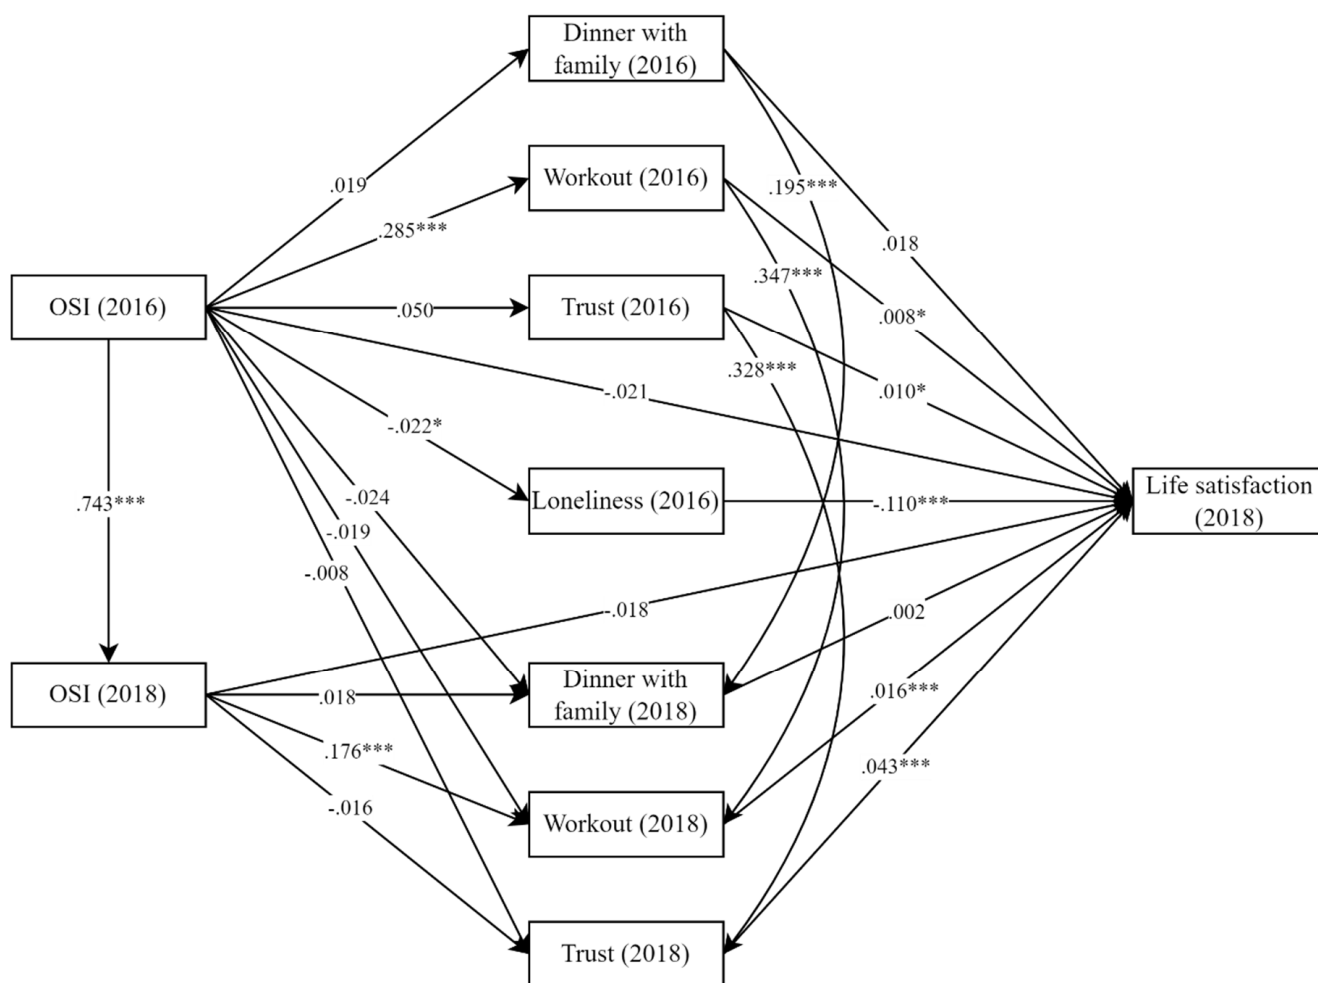 Dinner with
family (2016)
.019
.195***
Workout (2016)
.285***
.018
.347***
OSI (2016)
.050
Trust (2016)
.008*
.328***
-.021
.010*
-.022*
-.024
.743***
Loneliness (2016)
-.110***
Life satisfaction
(2018)
-.019
-.008
-.018
.002
OSI (2018)
.018
Dinner with
family (2018)
.016***
.176***
.043***
-.016
Workout (2018)
Trust (2018)